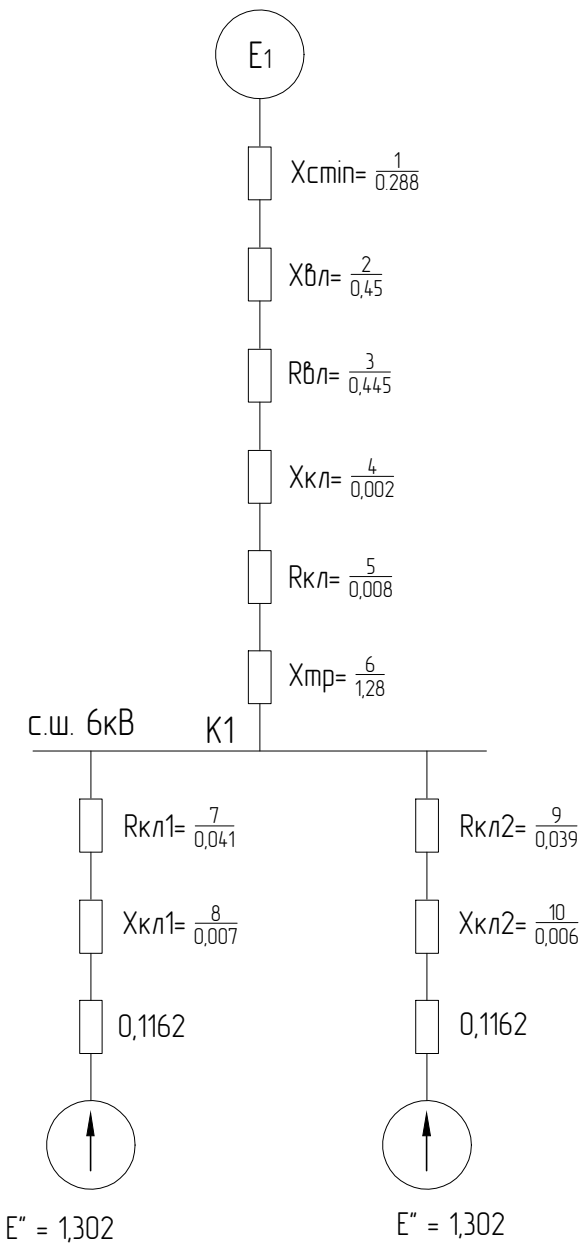 E1
Xcmin= 1/0.288
Xвл= 2/0,45
Rвл= 3/0,445
Xкл= 4/0,002
Rкл= 5/0,008
Xтр= 6/1,28
с.ш. 6кВ K1
Rкл1= 7/0,041 Rкл2= 9/0,039
Xкл1= 8/0,007 Xкл2= 10/0,006
0,1162 0,1162
E" = 1,302 E" = 1,302